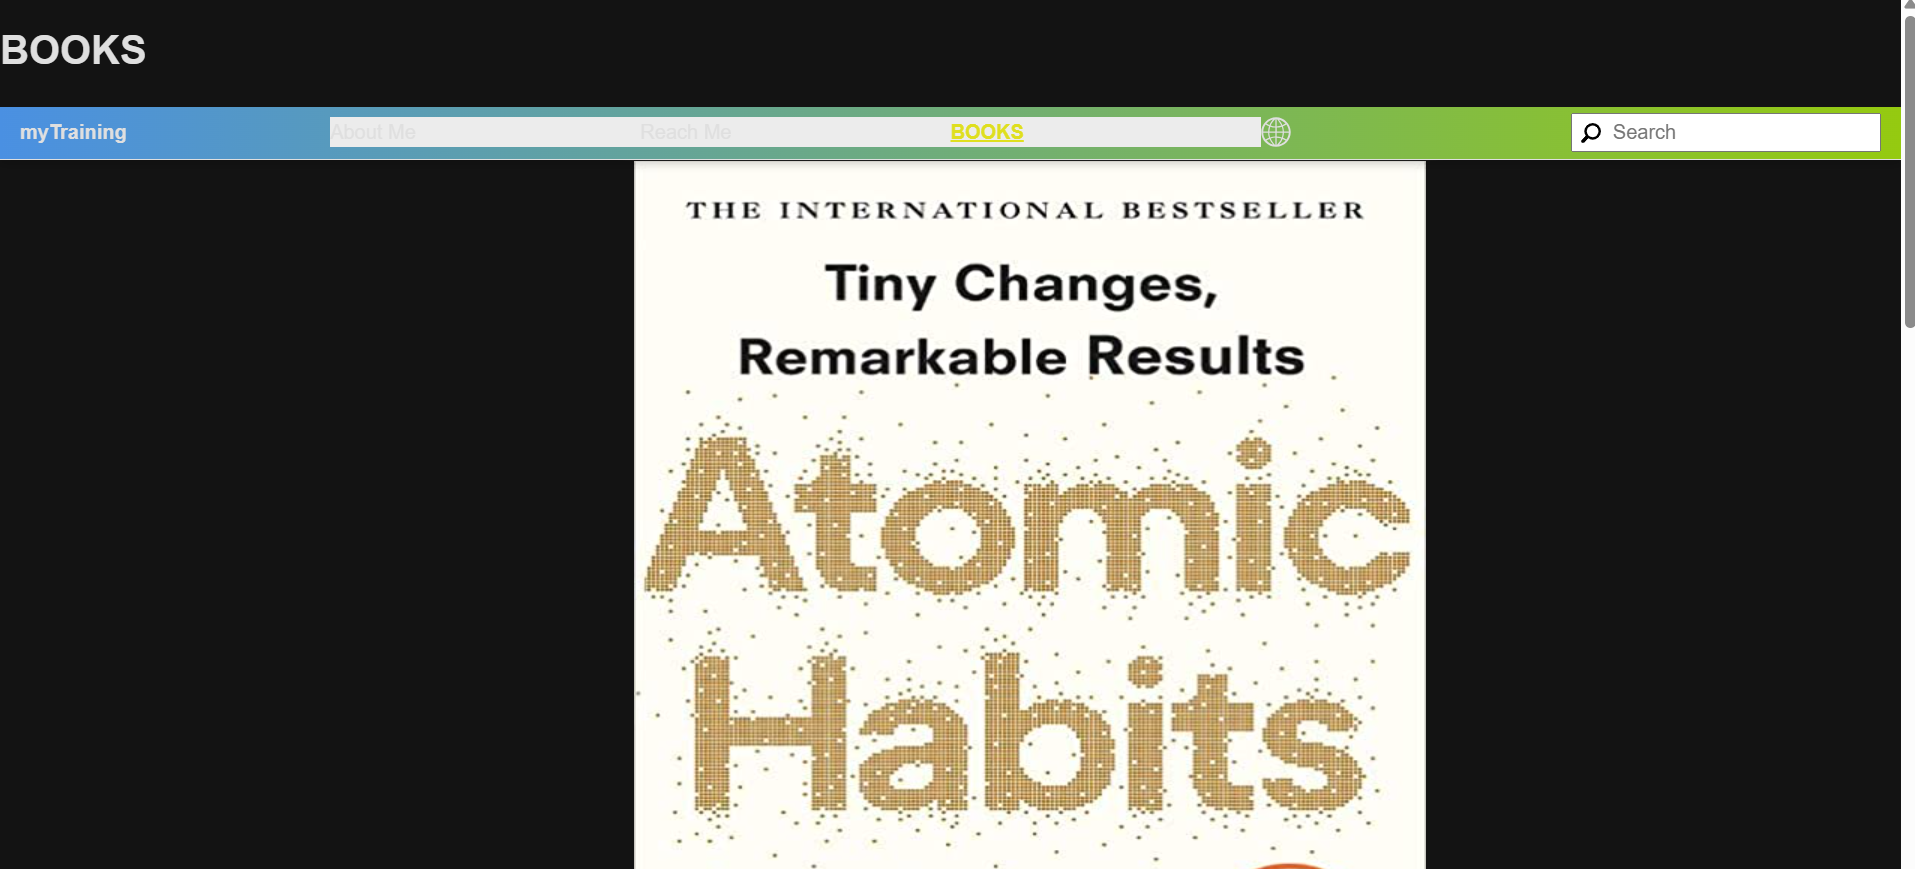 BOOKS
myTraining
About Me
Reach Me
BOOKS
Search
THE INTERNATIONAL BESTSELLER
Tiny Changes,
Remarkable Results
Atomic
Habits